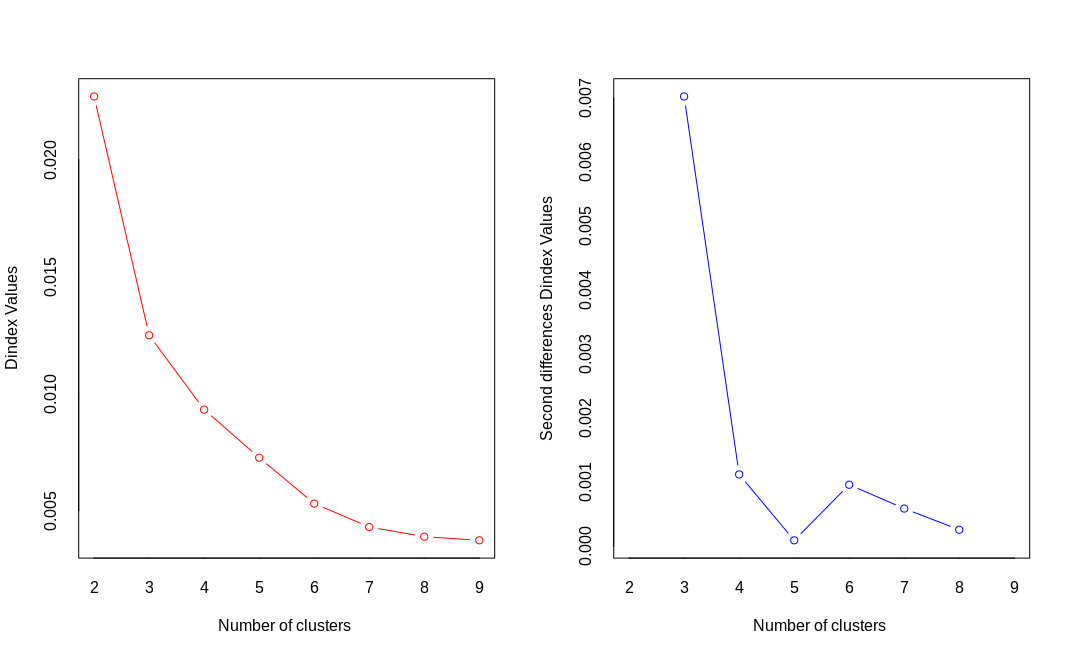 Dindex Values
0.020
0.015
0.010
0.005
2 3 4 5 6 7 8 9
Number of clusters
Second differences Dindex Values
0.007
0.006
0.005
0.004
0.003
0.002
0.001
0.000
2 3 4 5 6 7 8 9
Number of clusters